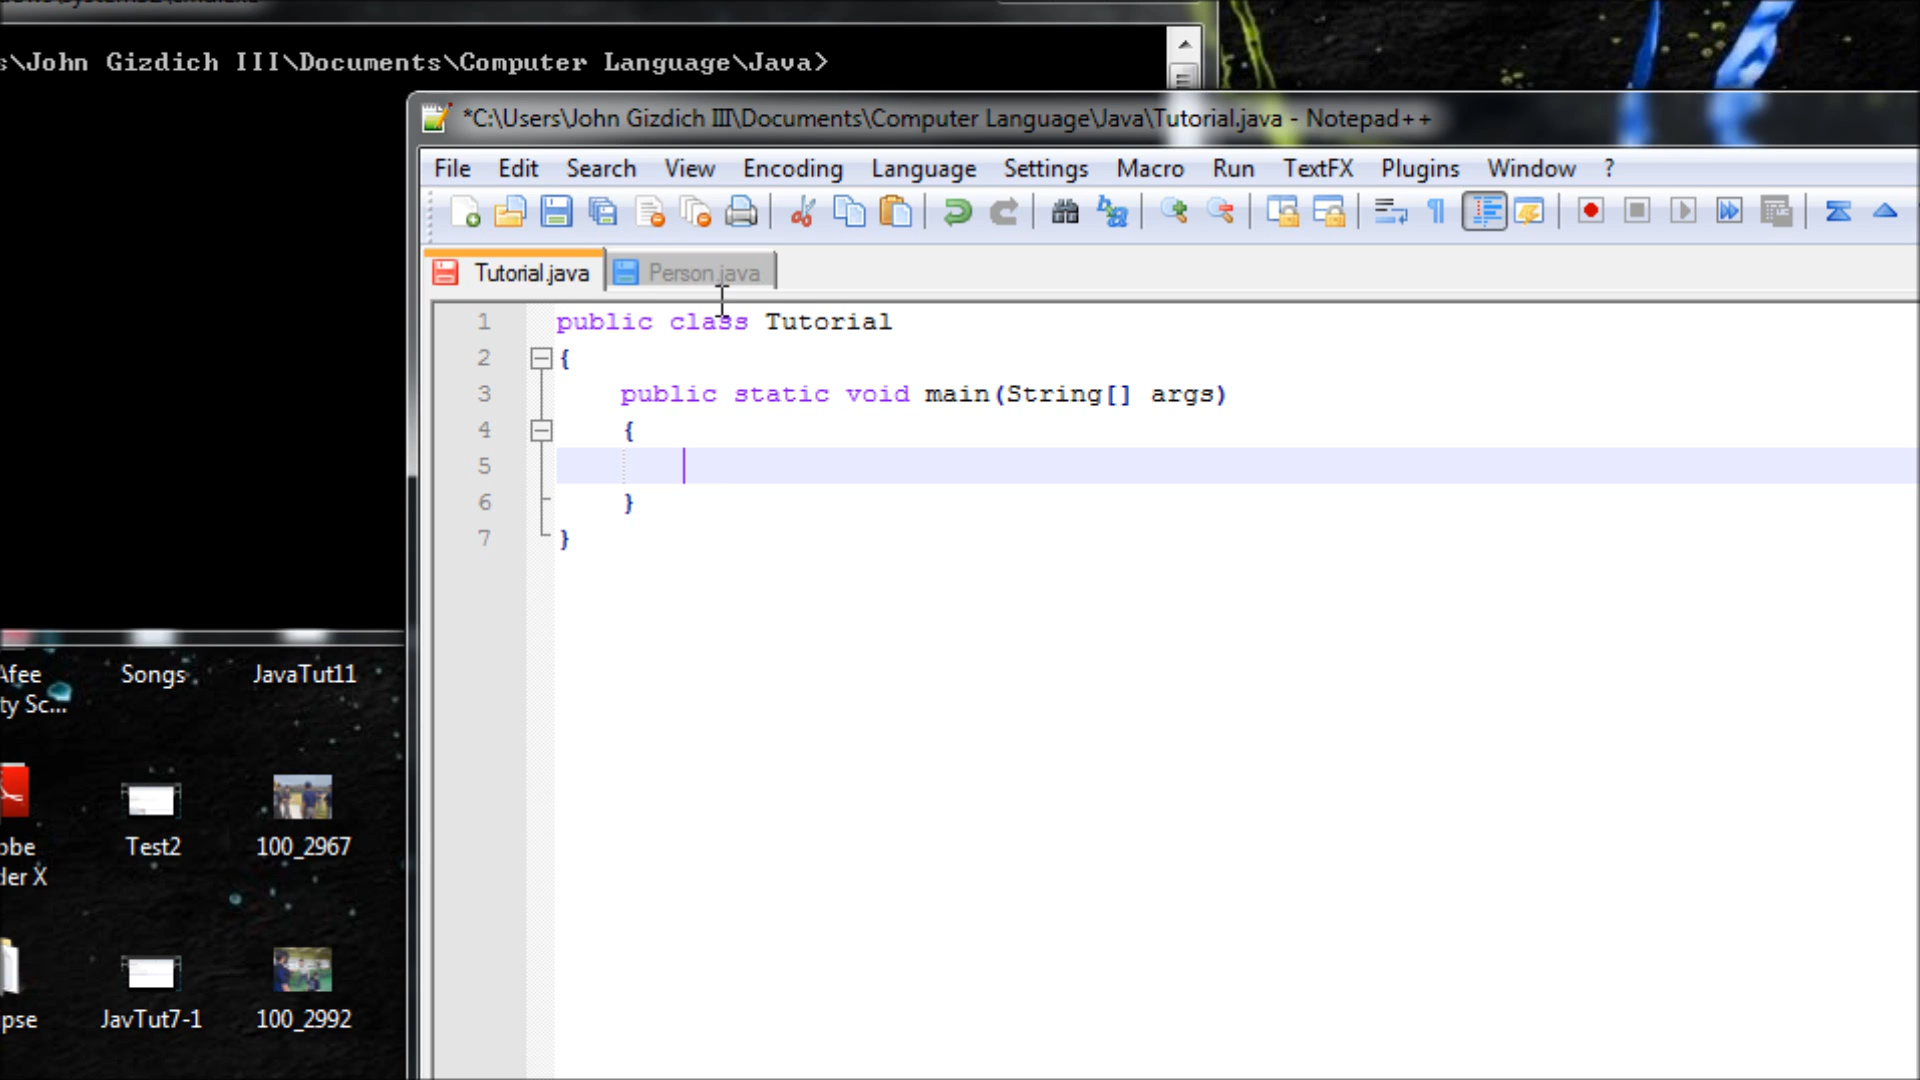 s\John Gizdich III\Documents\Computer Language\Java>
*C:\Users\John Gizdich III\Documents\Computer Language\Java\Tutorial.java - Notepad++
File Edit Search View Encoding Language Settings Macro Run TextFX Plugins Window ?
Tutorial.java Person.java
1 public class Tutorial
2 {
3 public static void main(String[] args)
4 {
5
6 }
7 }
Afee Songs JavaTut11
ty Sc...
obe Test2 100_2967
der X
pse JavTut7-1 100_2992